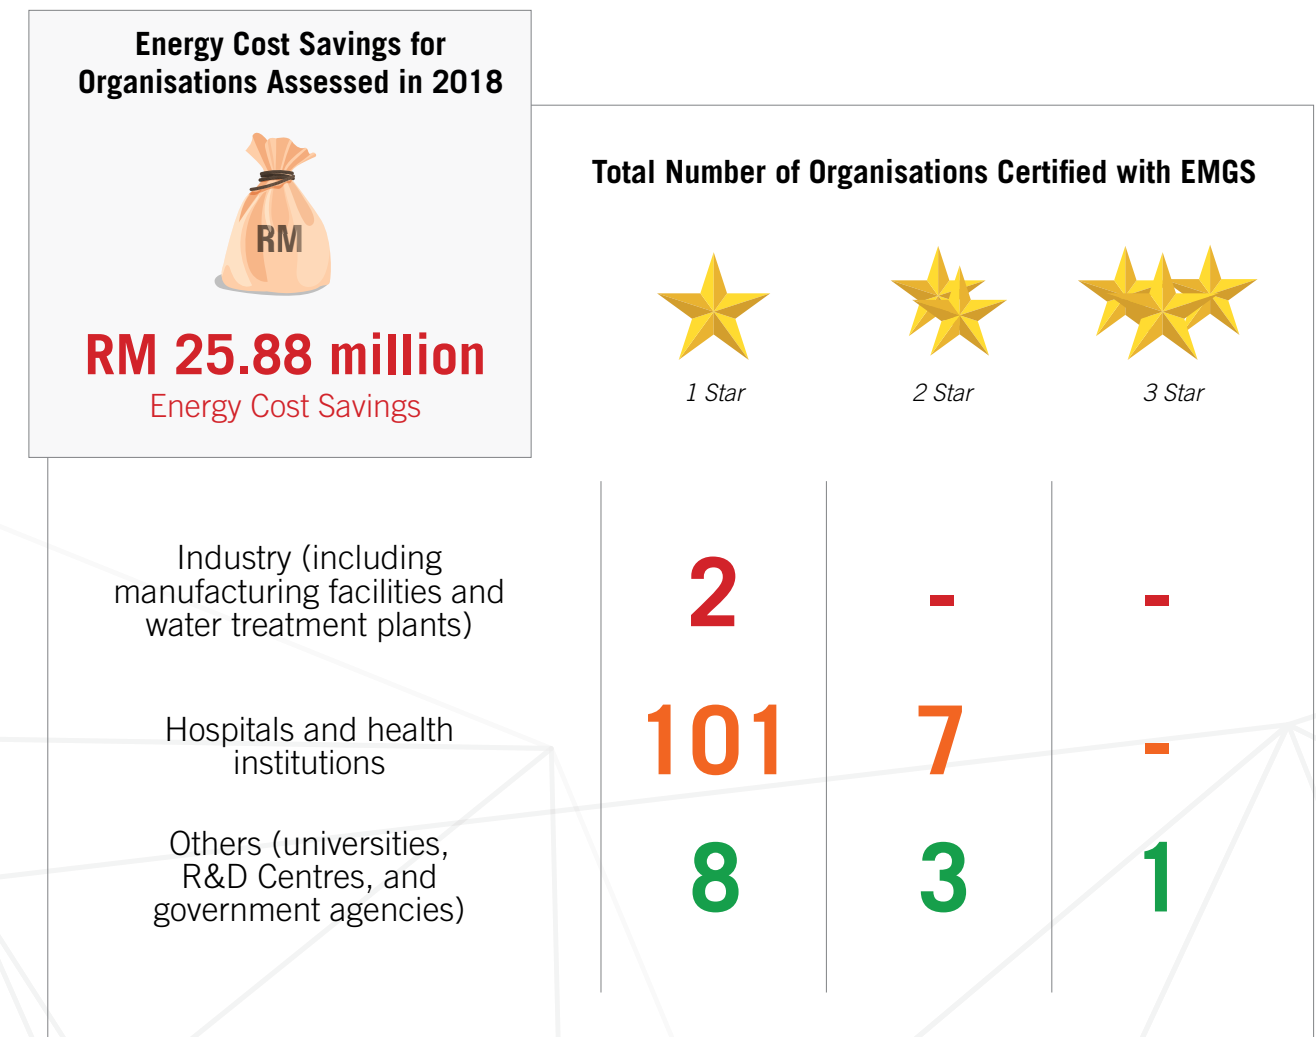 Energy Cost Savings for
Organisations Assessed in 2018
RM
RM 25.88 million
Energy Cost Savings
Total Number of Organisations Certified with EMGS
1 Star
2 Star
3 Star
Industry (including
manufacturing facilities and
water treatment plants)
2 - -
Hospitals and health
institutions
101 7 -
Others (universities,
R&D Centres, and
government agencies)
8 3 1